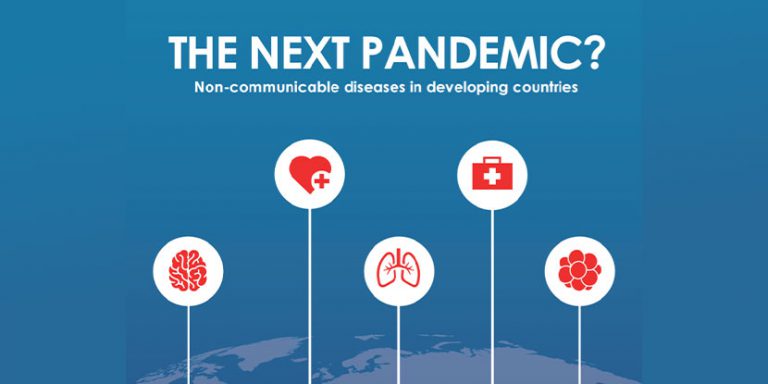 THE NEXT PANDEMIC?
Non-communicable diseases in developing countries